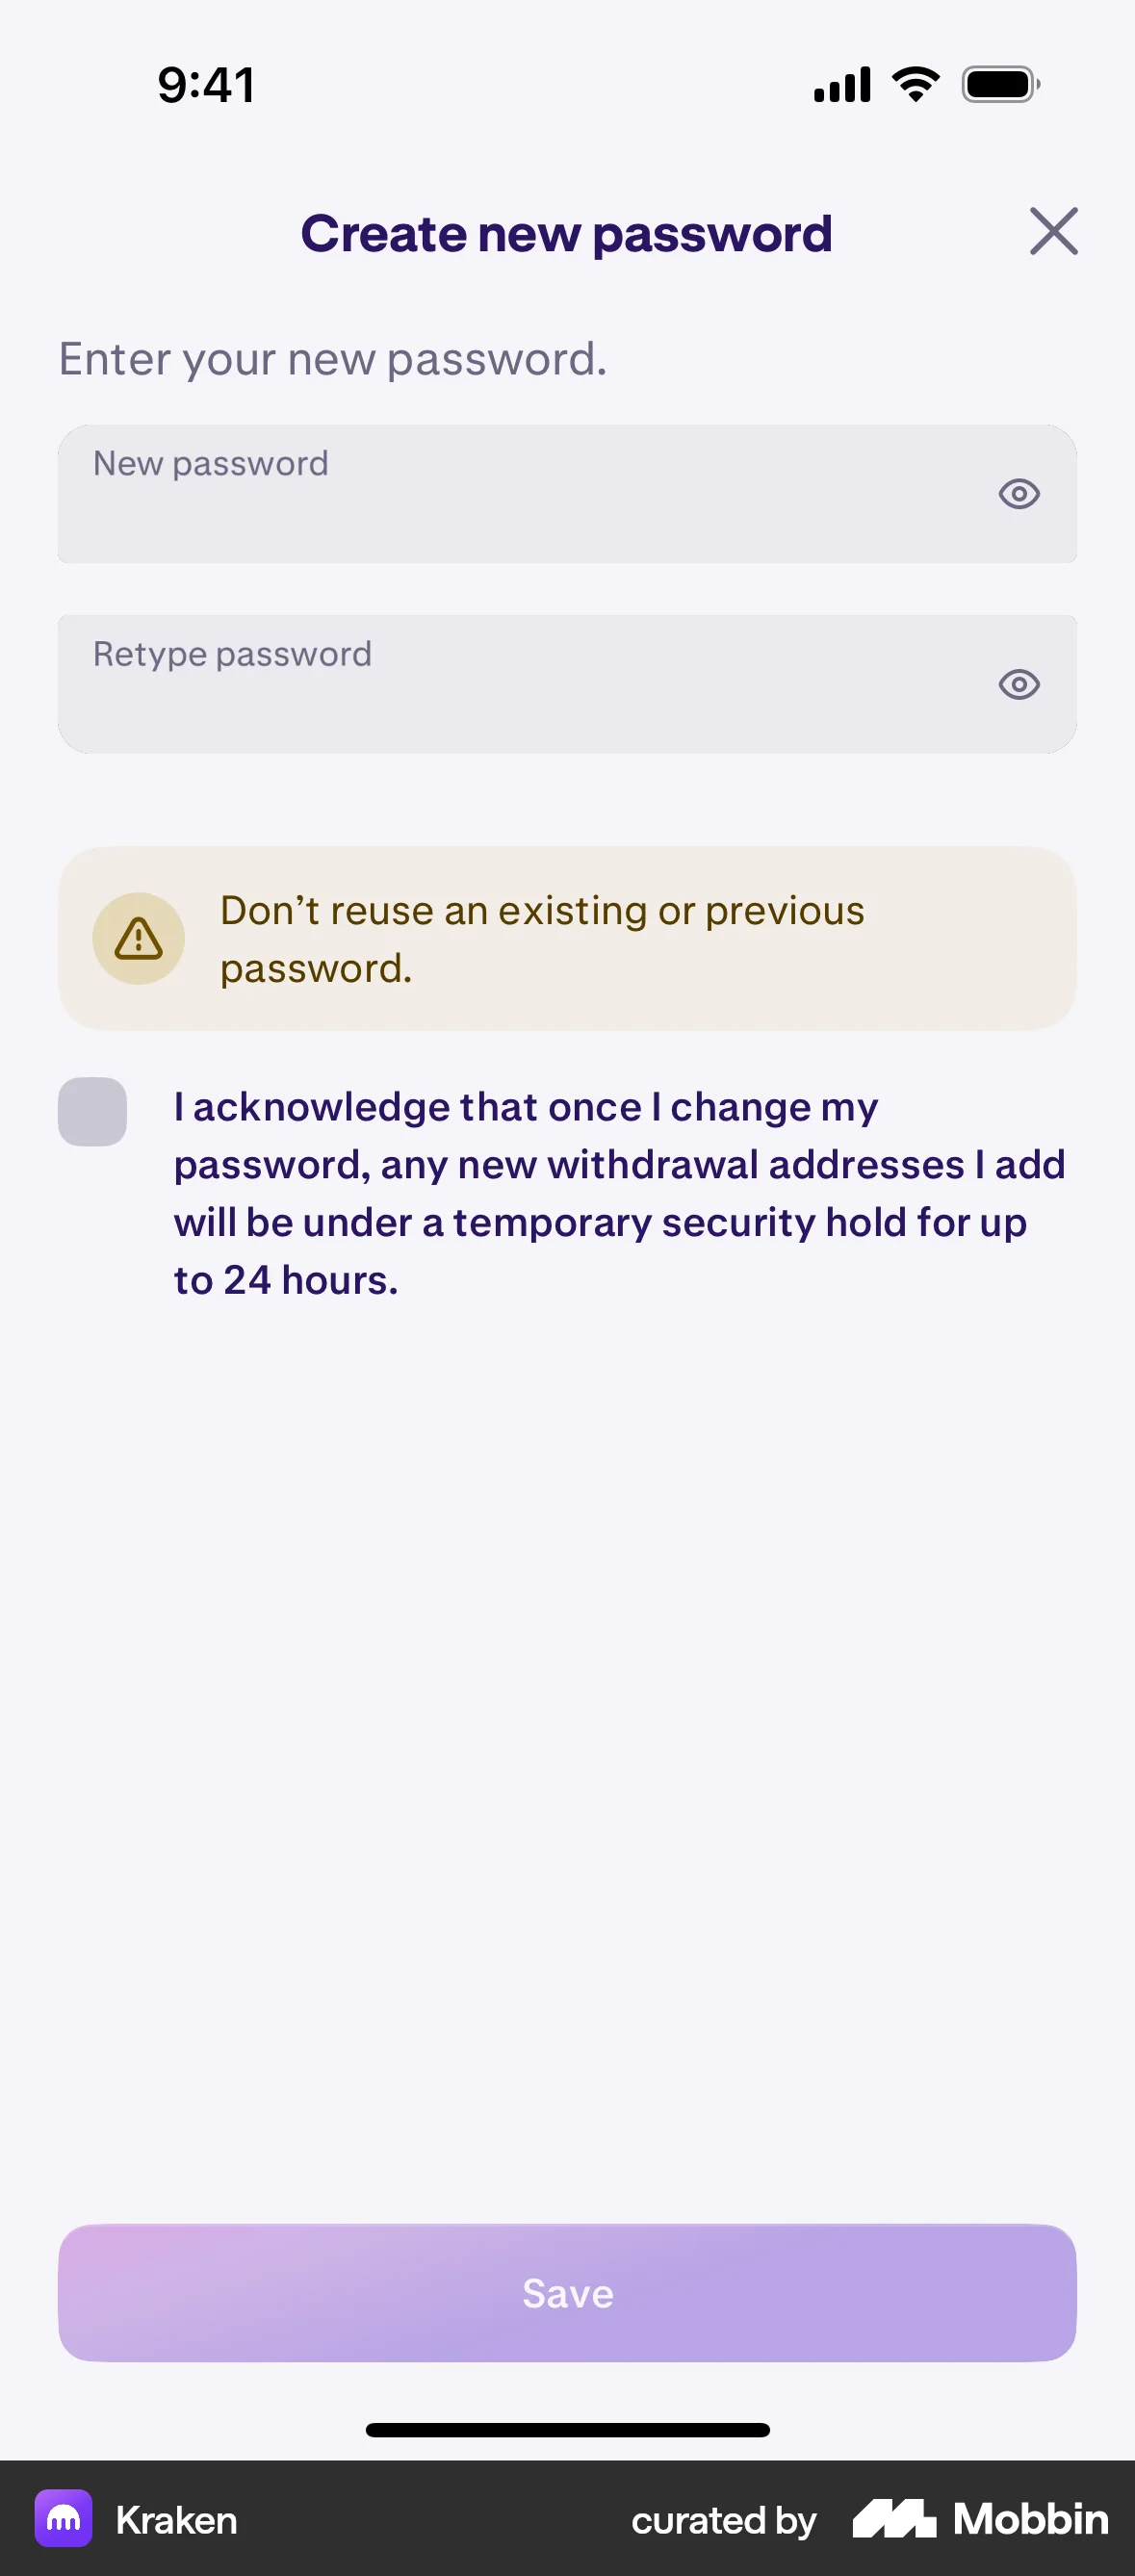 9:41
Create new password
Enter your new password.
New password
Retype password
Don’t reuse an existing or previous
password.
I acknowledge that once I change my
password, any new withdrawal addresses I add
will be under a temporary security hold for up
to 24 hours.
Save
Kraken
curated by Mobbin